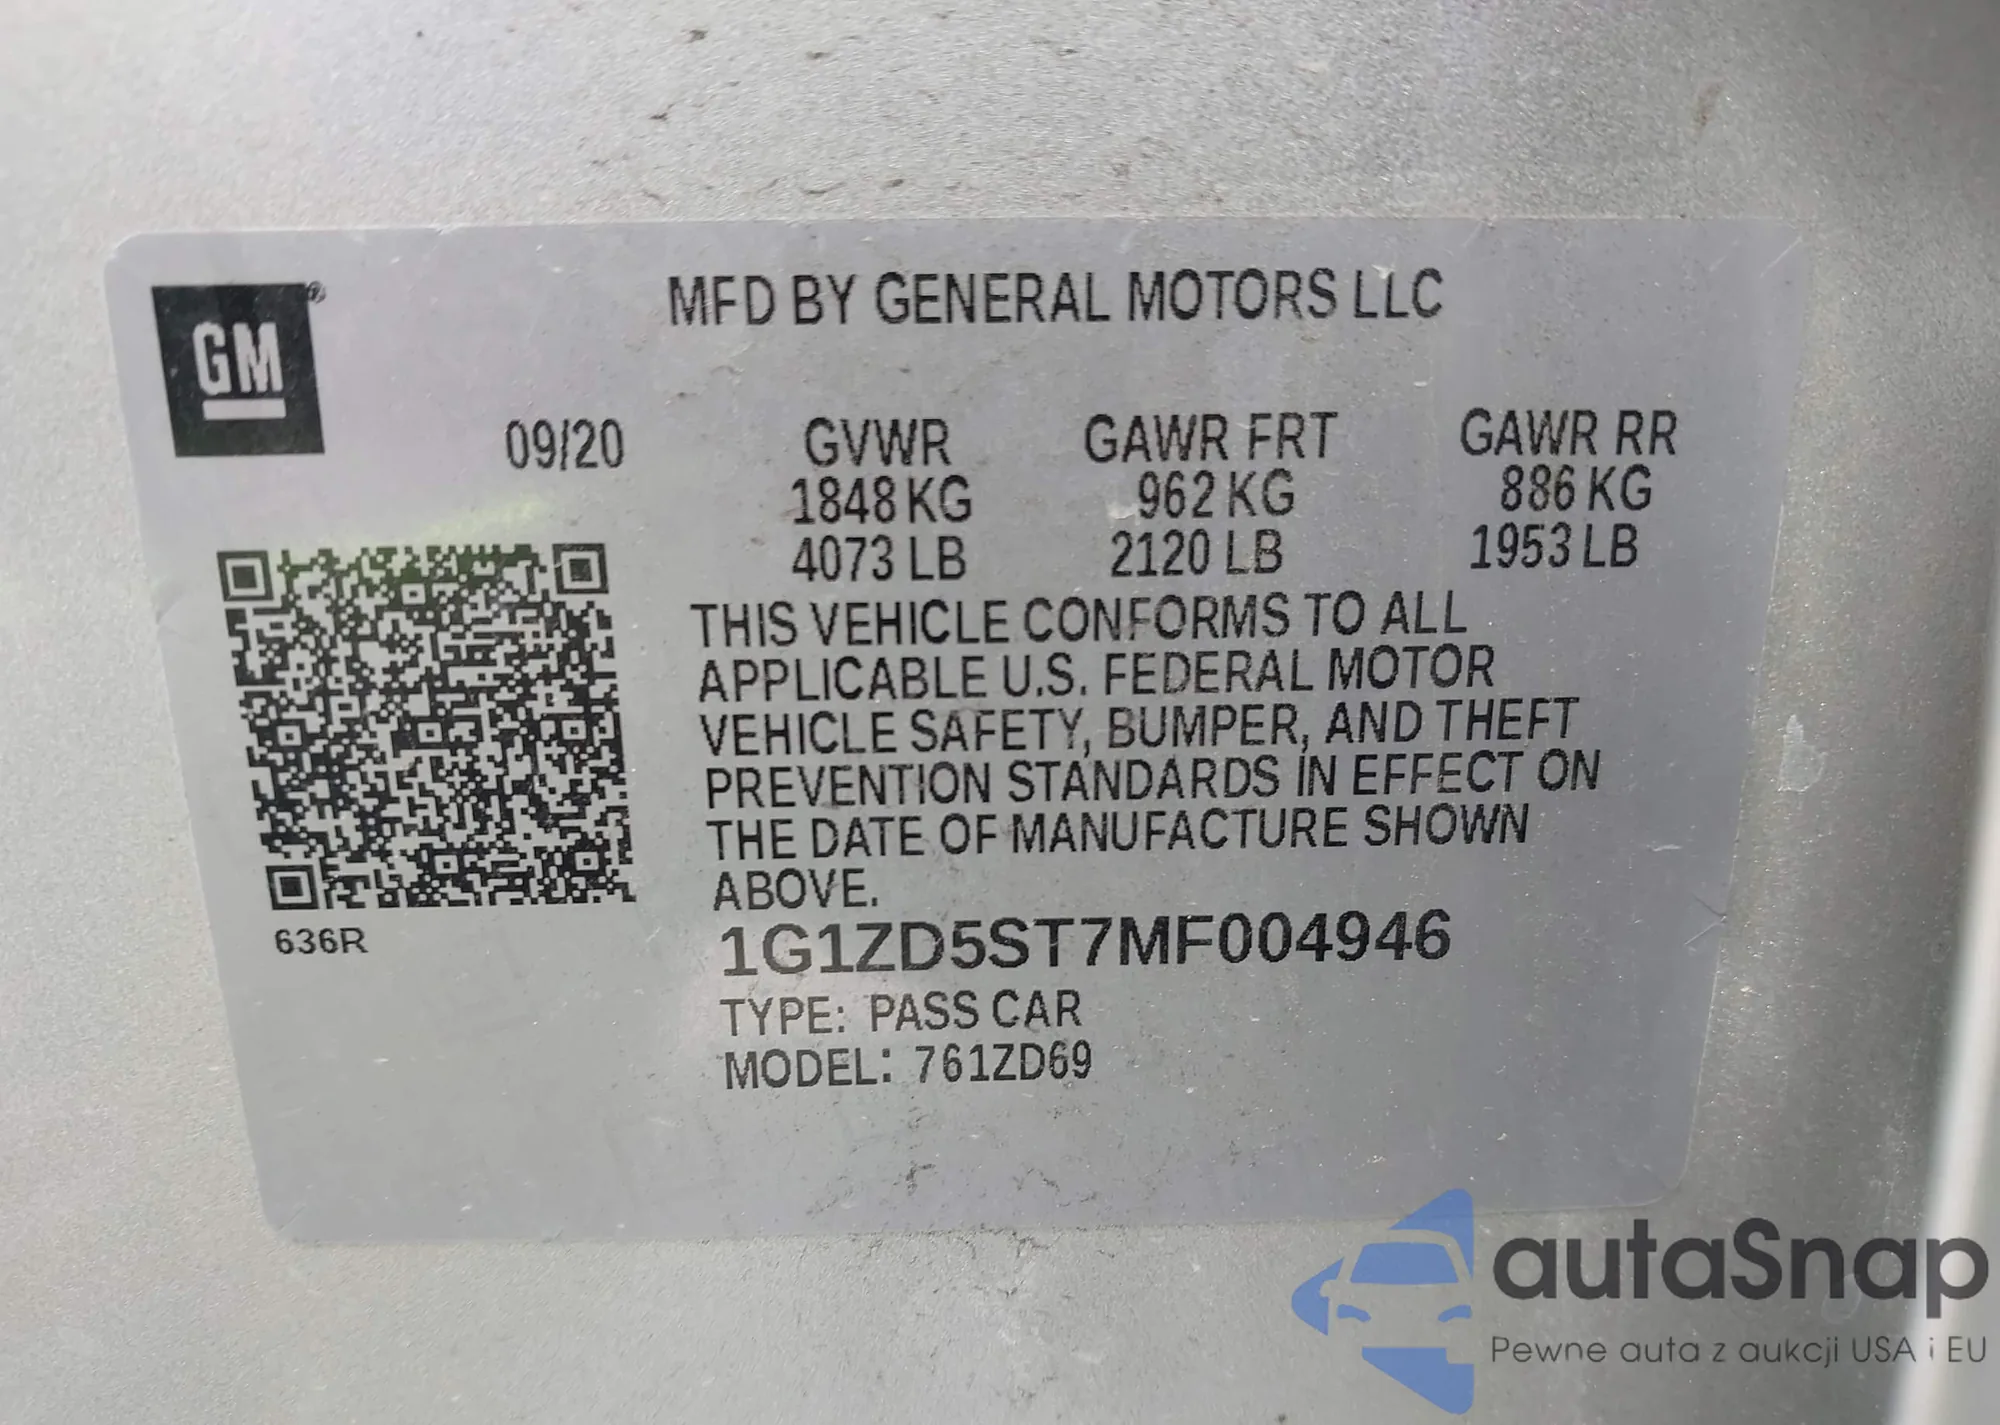 MFD BY GENERAL MOTORS LLC
GM
®
09/20
GVWR GAWR FRT GAWR RR
1848 KG 962 KG 886 KG
4073 LB 2120 LB 1953 LB
THIS VEHICLE CONFORMS TO ALL
APPLICABLE U.S. FEDERAL MOTOR
VEHICLE SAFETY, BUMPER, AND THEFT
PREVENTION STANDARDS IN EFFECT ON
THE DATE OF MANUFACTURE SHOWN
ABOVE.
636R
1G1ZD5ST7MF004946
TYPE: PASS CAR
MODEL: 761ZD69
autaSnap
Pewne auta z aukcji USA i EU